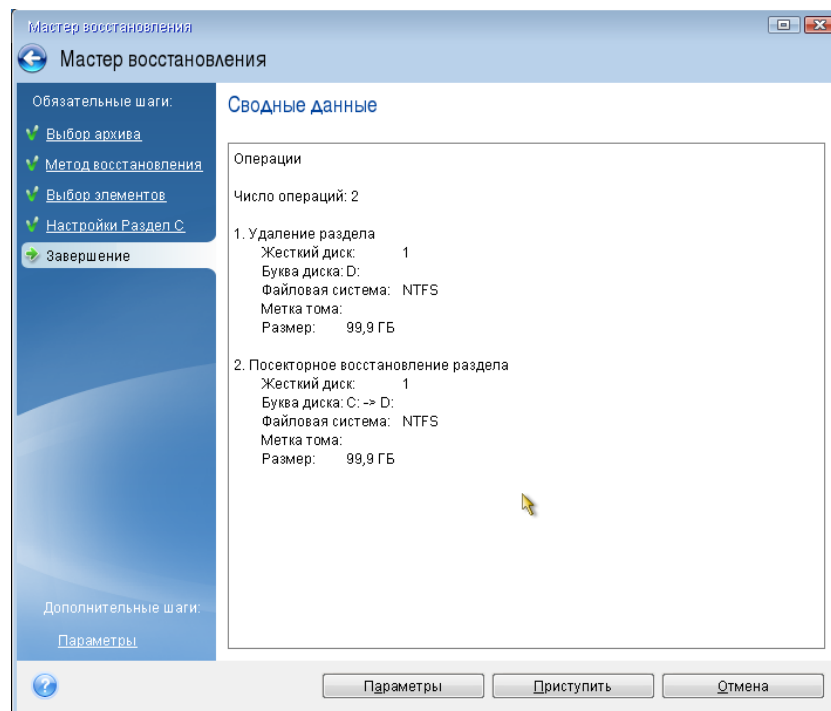 Мастер восстановления
Мастер восстановления
Обязательные шаги:
Выбор архива
Метод восстановления
Выбор элементов
Настройки Раздел C
Завершение
Дополнительные шаги:
Параметры
Сводные данные
Операции
Число операций: 2
1. Удаление раздела
Жесткий диск: 1
Буква диска: D:
Файловая система: NTFS
Метка тома:
Размер: 99,9 ГБ
2. Посекторное восстановление раздела
Жесткий диск: 1
Буква диска: C: -> D:
Файловая система: NTFS
Метка тома:
Размер: 99,9 ГБ
Параметры Приступить Отмена